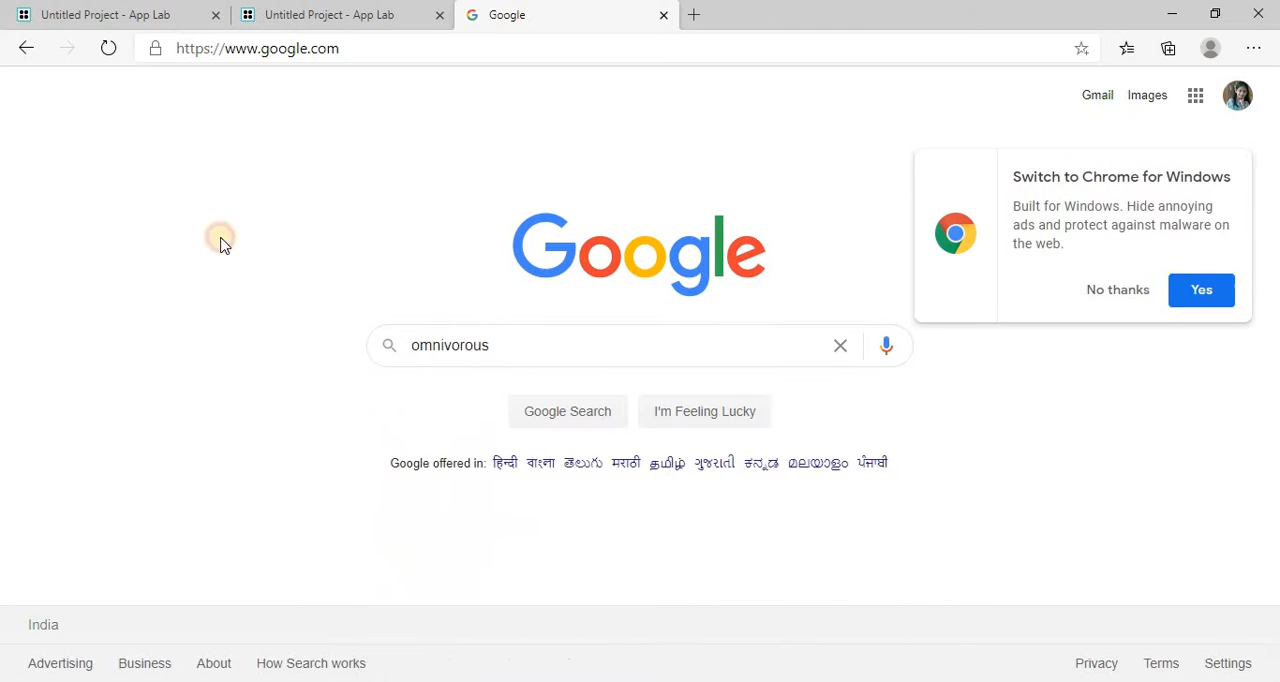 Untitled Project - App Lab
Untitled Project - App Lab
Google
https://www.google.com
Gmail Images
Switch to Chrome for Windows
Built for Windows. Hide annoying
ads and protect against malware on
the web.
No thanks Yes
Google
omnivorous
Google Search I'm Feeling Lucky
Google offered in: हिन्दी বাংলা తెలుగు मराठी தமிழ் ગુજરાતી ಕನ್ನಡ മലയാളം ਪੰਜਾਬੀ
India
Advertising Business About How Search works Privacy Terms Settings